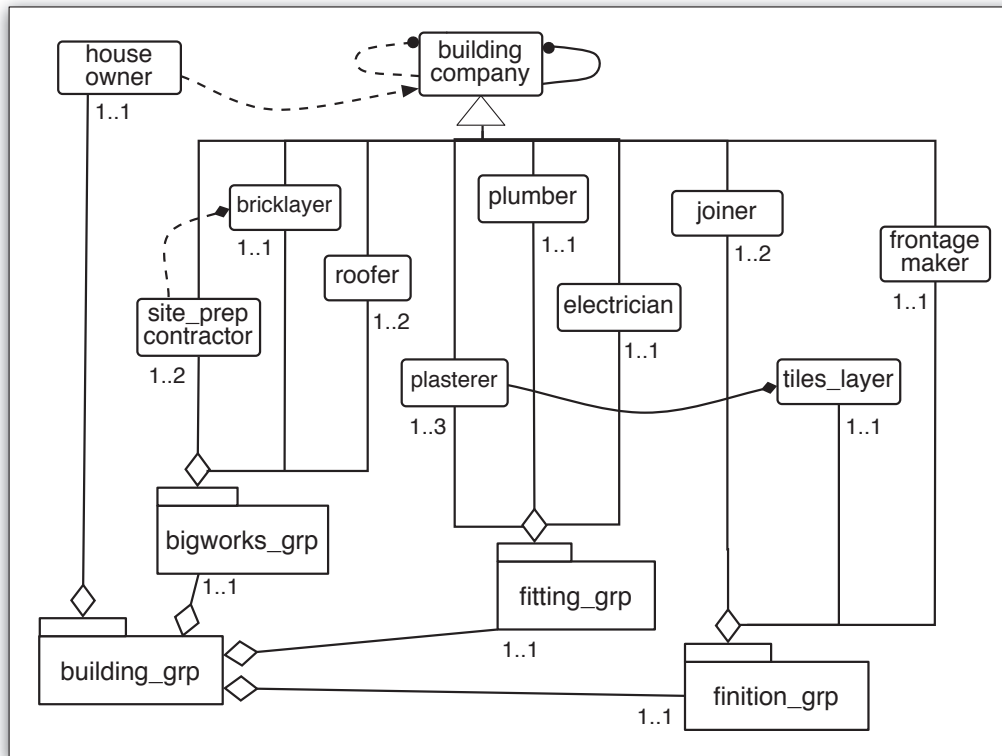 house
owner
1..1
building
company
bricklayer
1..1
plumber
1..1
joiner
1..2
frontage
maker
1..1
roofer
1..2
site_prep
contractor
1..2
electrician
1..1
plasterer
1..3
tiles_layer
1..1
bigworks_grp
1..1
fitting_grp
1..1
building_grp
finition_grp
1..1